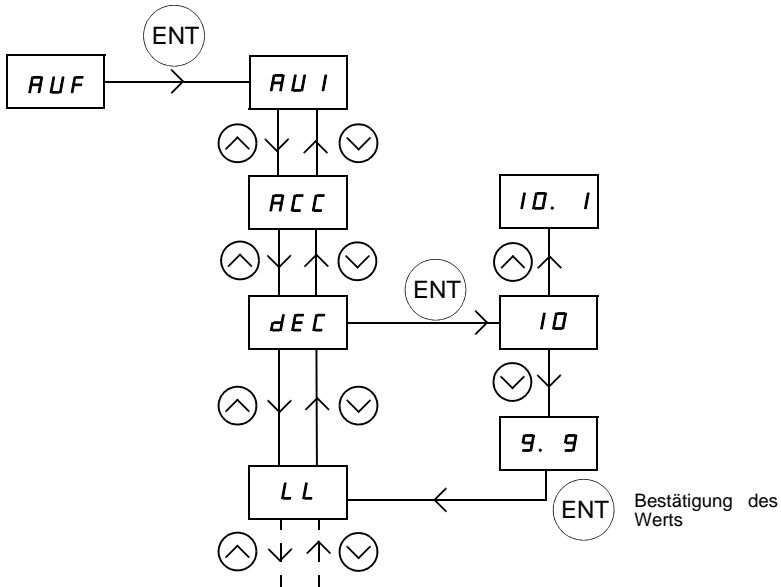 ENT
AUF
AU1
ACC
10. 1
ENT
dEC
10
9. 9
LL
ENT
Bestätigung des
Werts